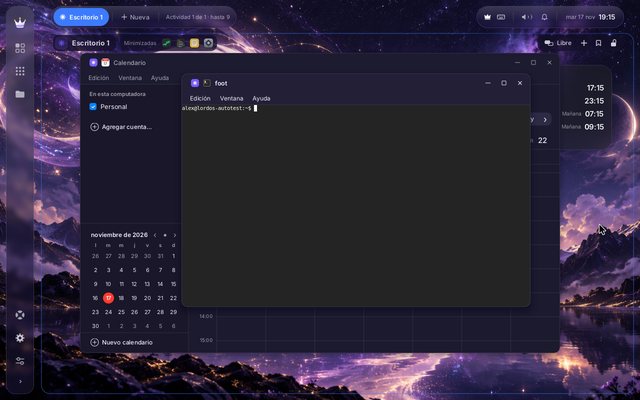 Escritorio 1
Nueva
Actividad 1 de 1 · hasta 9
mar 17 nov 19:15
Escritorio 1
Minimizadas
Libre
Calendario
Edición Ventana Ayuda
En esta computadora
Personal
Agregar cuenta...
foot
Edición Ventana Ayuda
alex@lordos-autotest:~$
17:15
23:15
Mañana 07:15
Mañana 09:15
22
noviembre de 2026
l m m j v s d
26 27 28 29 30 31 1
2 3 4 5 6 7 8
9 10 11 12 13 14 15
16 17 18 19 20 21 22
23 24 25 26 27 28 29
30 1 2 3 4 5 6
Nuevo calendario
14:00
15:00